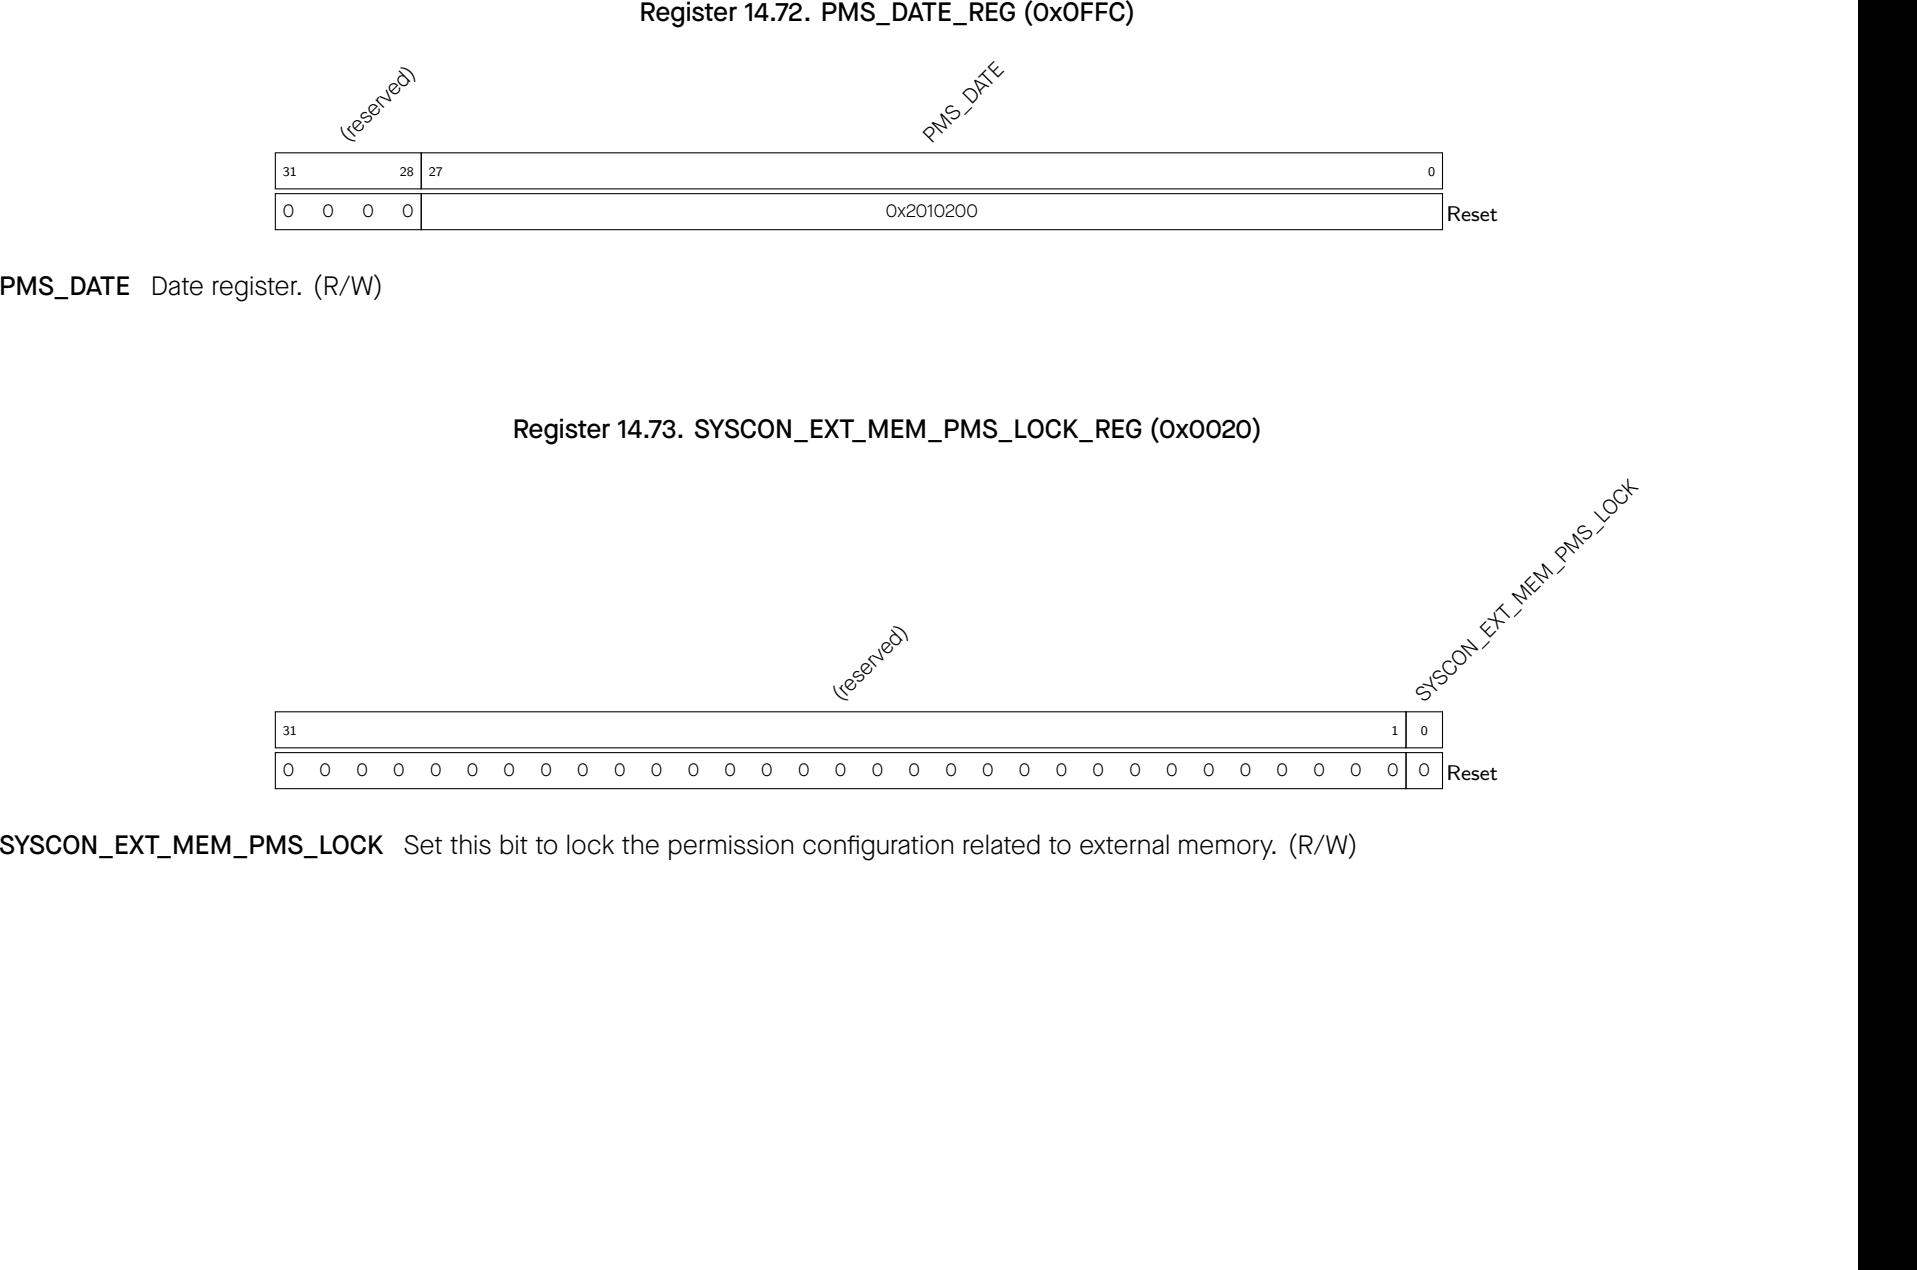 Register 14.72. PMS_DATE_REG (0x0FFC)
(reserved)
PMS_DATE
31 28 27 0
0 0 0 0 0x2010200 Reset
PMS_DATE Date register. (R/W)
Register 14.73. SYSCON_EXT_MEM_PMS_LOCK_REG (0x0020)
(reserved)
SYSCON_EXT_MEM_PMS_LOCK
31 1 0
0 0 0 0 0 0 0 0 0 0 0 0 0 0 0 0 0 0 0 0 0 0 0 0 0 0 0 0 0 0 0 0 Reset
SYSCON_EXT_MEM_PMS_LOCK Set this bit to lock the permission configuration related to external memory. (R/W)